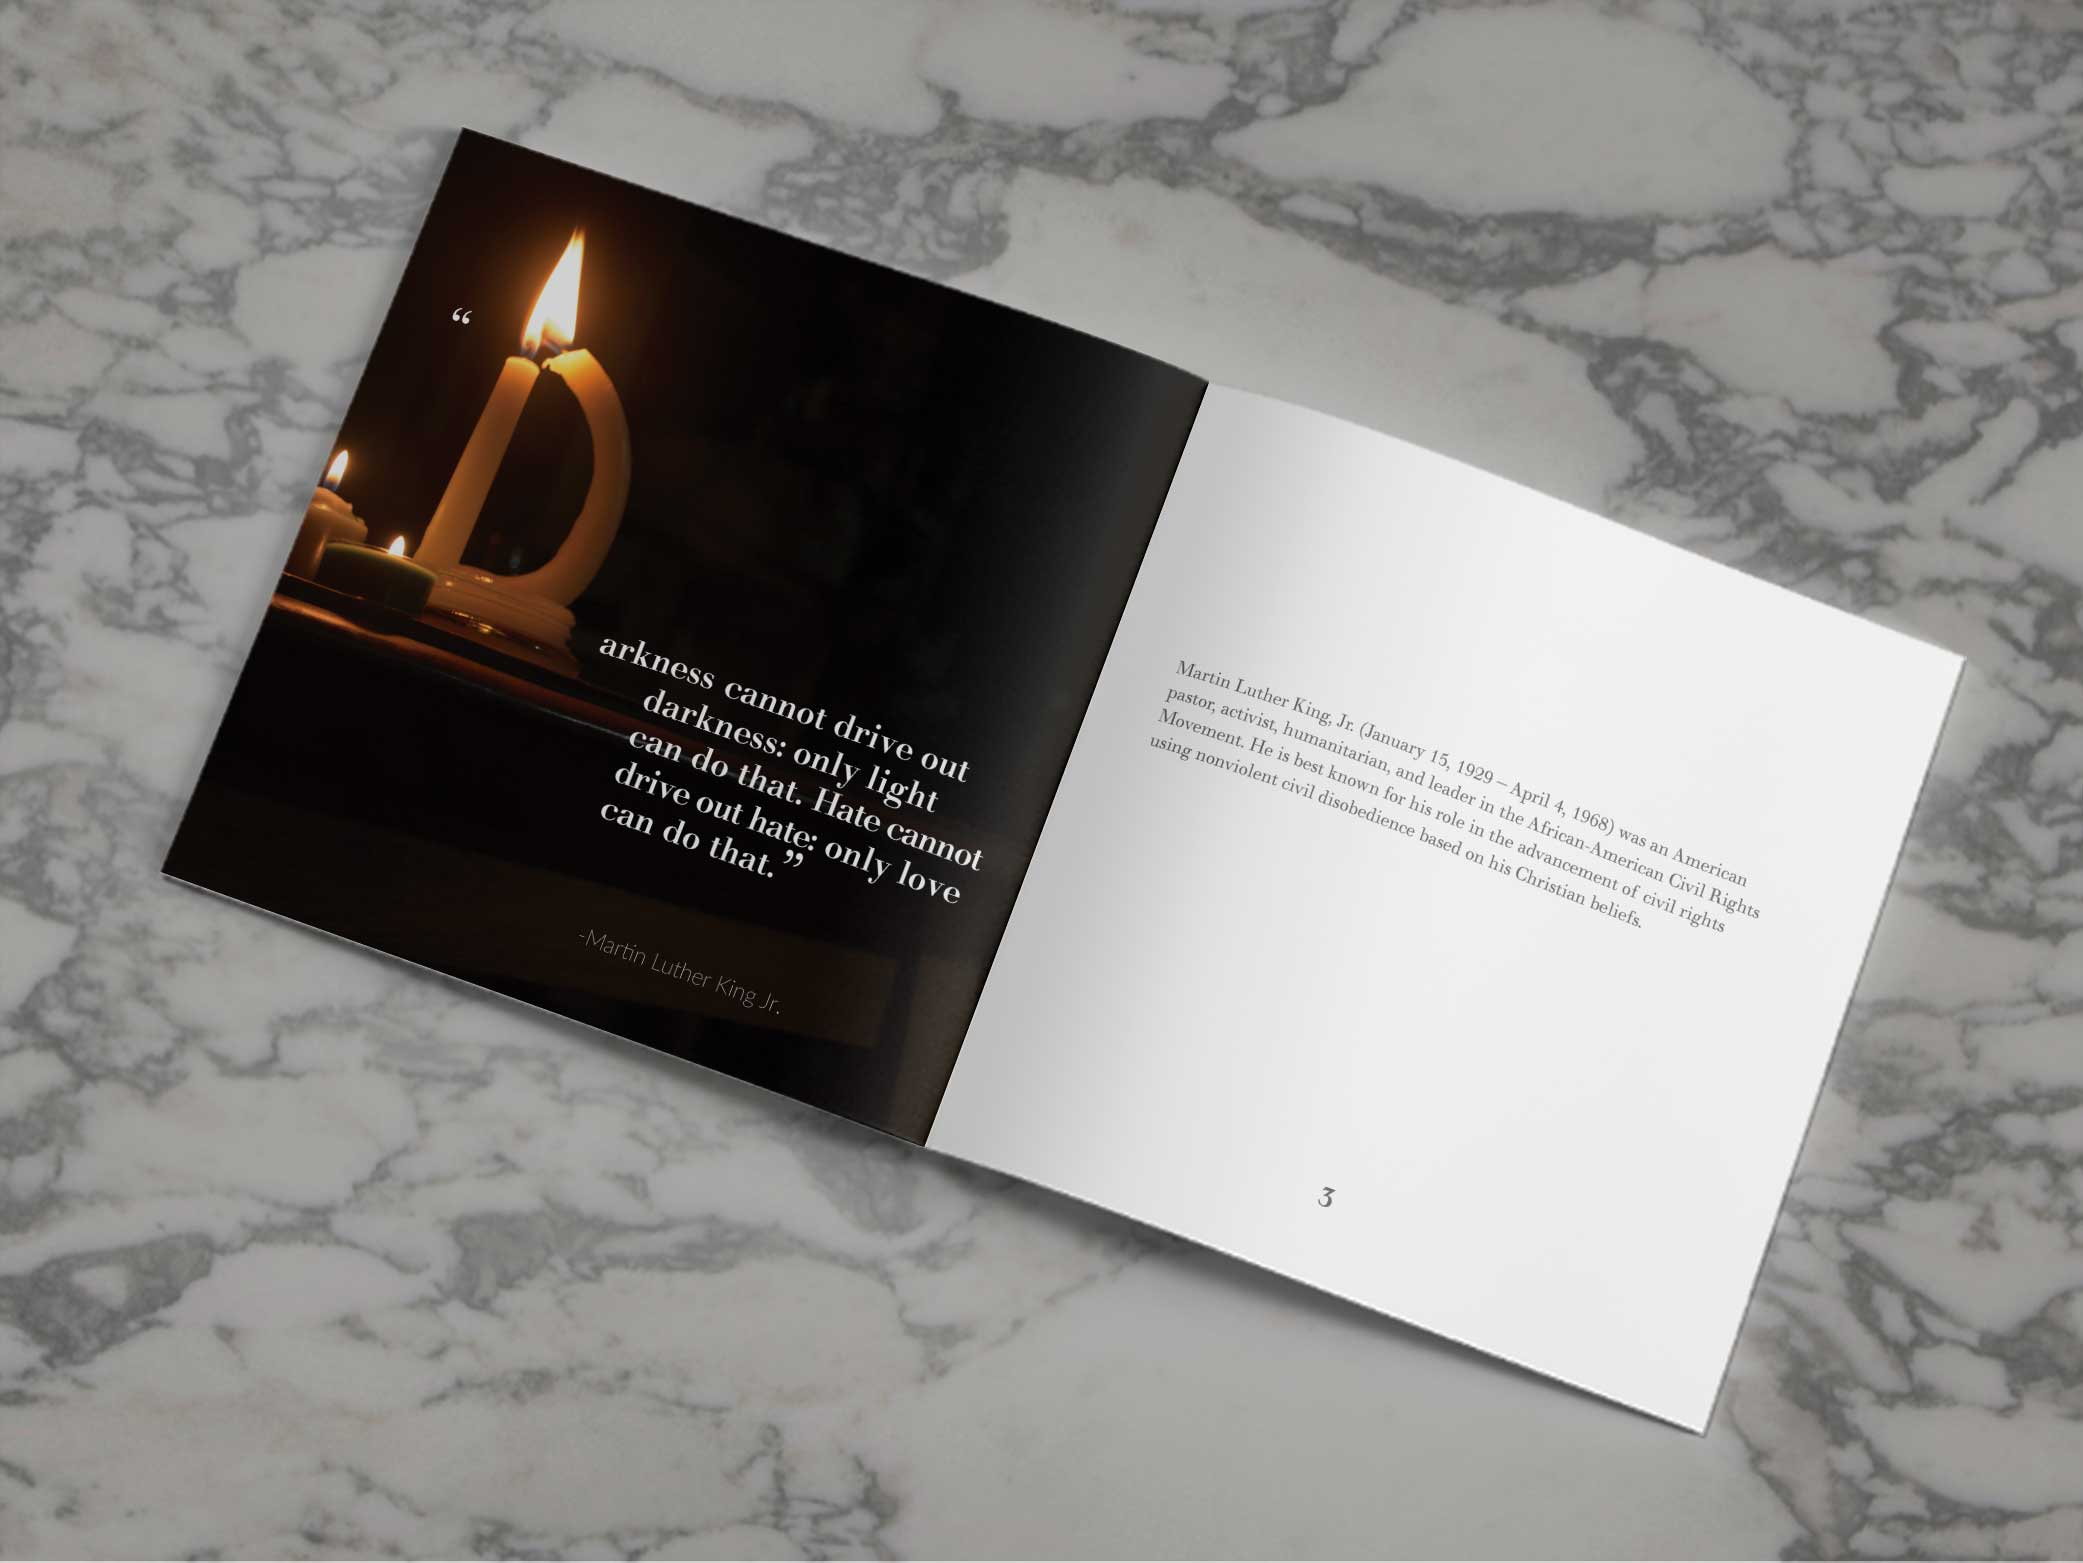 “
arkness cannot drive out
darkness: only light
can do that. Hate cannot
drive out hate: only love
can do that.”
-Martin Luther King Jr.
Martin Luther King, Jr. (January 15, 1929 – April 4, 1968) was an American
pastor, activist, humanitarian, and leader in the African-American Civil Rights
Movement. He is best known for his role in the advancement of civil rights
using nonviolent civil disobedience based on his Christian beliefs.
3